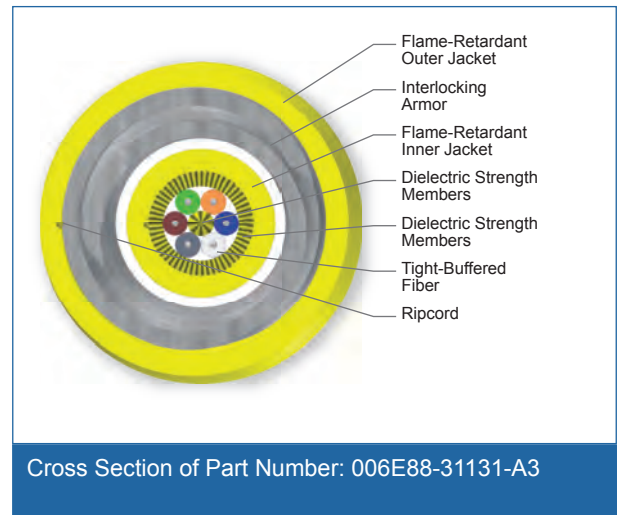 Flame-Retardant
Outer Jacket
Interlocking
Armor
Flame-Retardant
Inner Jacket
Dielectric Strength
Members
Dielectric Strength
Members
Tight-Buffered
Fiber
Ripcord
Cross Section of Part Number: 006E88-31131-A3